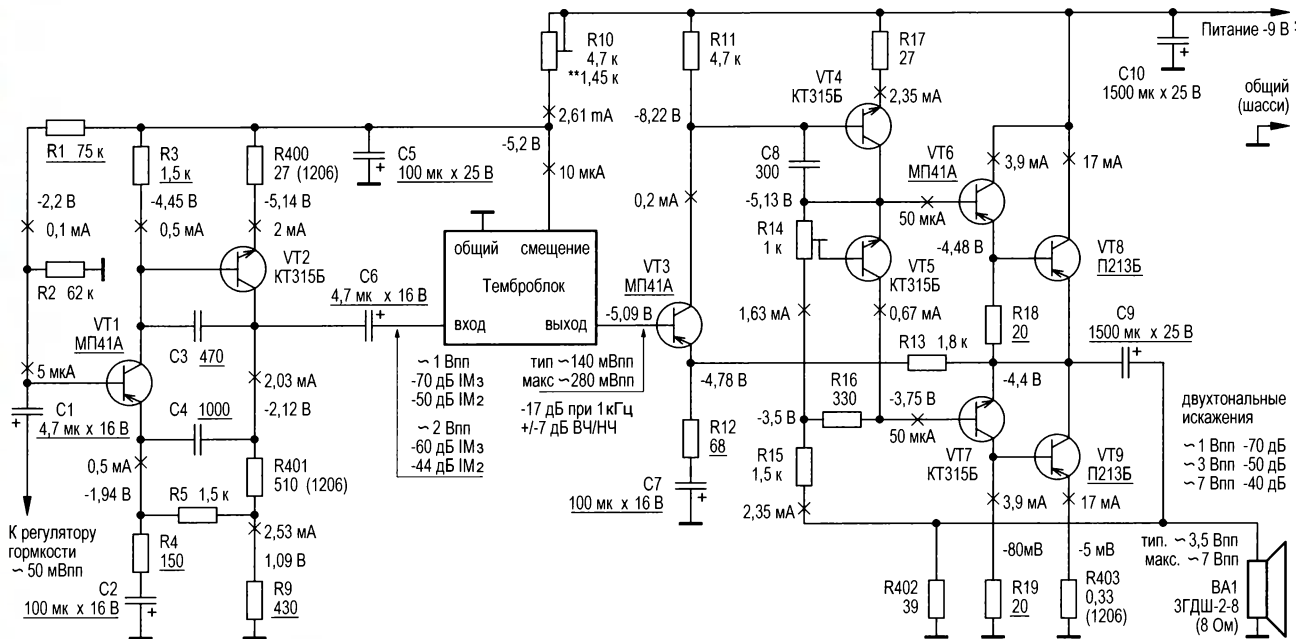 R10
4,7 к
**1,45 к
2,61 mA
R11
4,7 к
R17
27
VT4
КТ315Б
2,35 мА
Питание -9 В
C10
1500 мк x 25 В
общий
(шасси)
R1 75 к
R3
1,5 к
R400
27 (1206)
C5
100 мк x 25 В
-5,2 В
10 мкА
-8,22 В
0,2 мА
C8
300
-5,13 В
50 мкА
VT6
МП41А
3,9 мА
17 мА
-2,2 В
0,1 мА
-4,45 В
0,5 мА
-5,14 В
2 мА
VT2
КТ315Б
R2 62 к
общий
смещение
Темброблок
вход
выход
C6
4,7 мк x 16 В
VT3
МП41А
-5,09 В
R14
1 к
VT5
КТ315Б
-4,48 В
VT8
П213Б
R18
20
C9
1500 мк x 25 В
1,63 мА
0,67 мА
R13 1,8 к
VT1
МП41А
C3
470
5 мкА
C1
4,7 мк x 16 В
C4
1000
2,03 мА
-2,12 В
~ 1 Впп
-70 дБ IM3
-50 дБ IM2
~ 2 Впп
-60 дБ IM3
-44 дБ IM2
тип ~140 мВпп
макс ~280 мВпп
-17 дБ при 1 кГц
+/-7 дБ ВЧ/НЧ
-4,78 В
-4,4 В
R12
68
C7
100 мк x 16 В
-3,5 В
R16
330
-3,75 В
50 мкА
R15
1,5 к
2,35 мА
VT7
КТ315Б
VT9
П213Б
3,9 мА
17 мА
двухтональные
искажения
~ 1 Впп -70 дБ
~ 3 Впп -50 дБ
~ 7 Впп -40 дБ
0,5 мА
-1,94 В
R5 1,5 к
R401
510 (1206)
2,53 мА
1,09 В
R4
150
C2
100 мк x 16 В
R9
430
К регулятору
гормкости
~ 50 мВпп
R402
39
-80мВ
R19
20
-5 мВ
R403
0,33
(1206)
тип. ~ 3,5 Впп
макс. ~ 7 Впп
BA1
3ГДШ-2-8
(8 Ом)